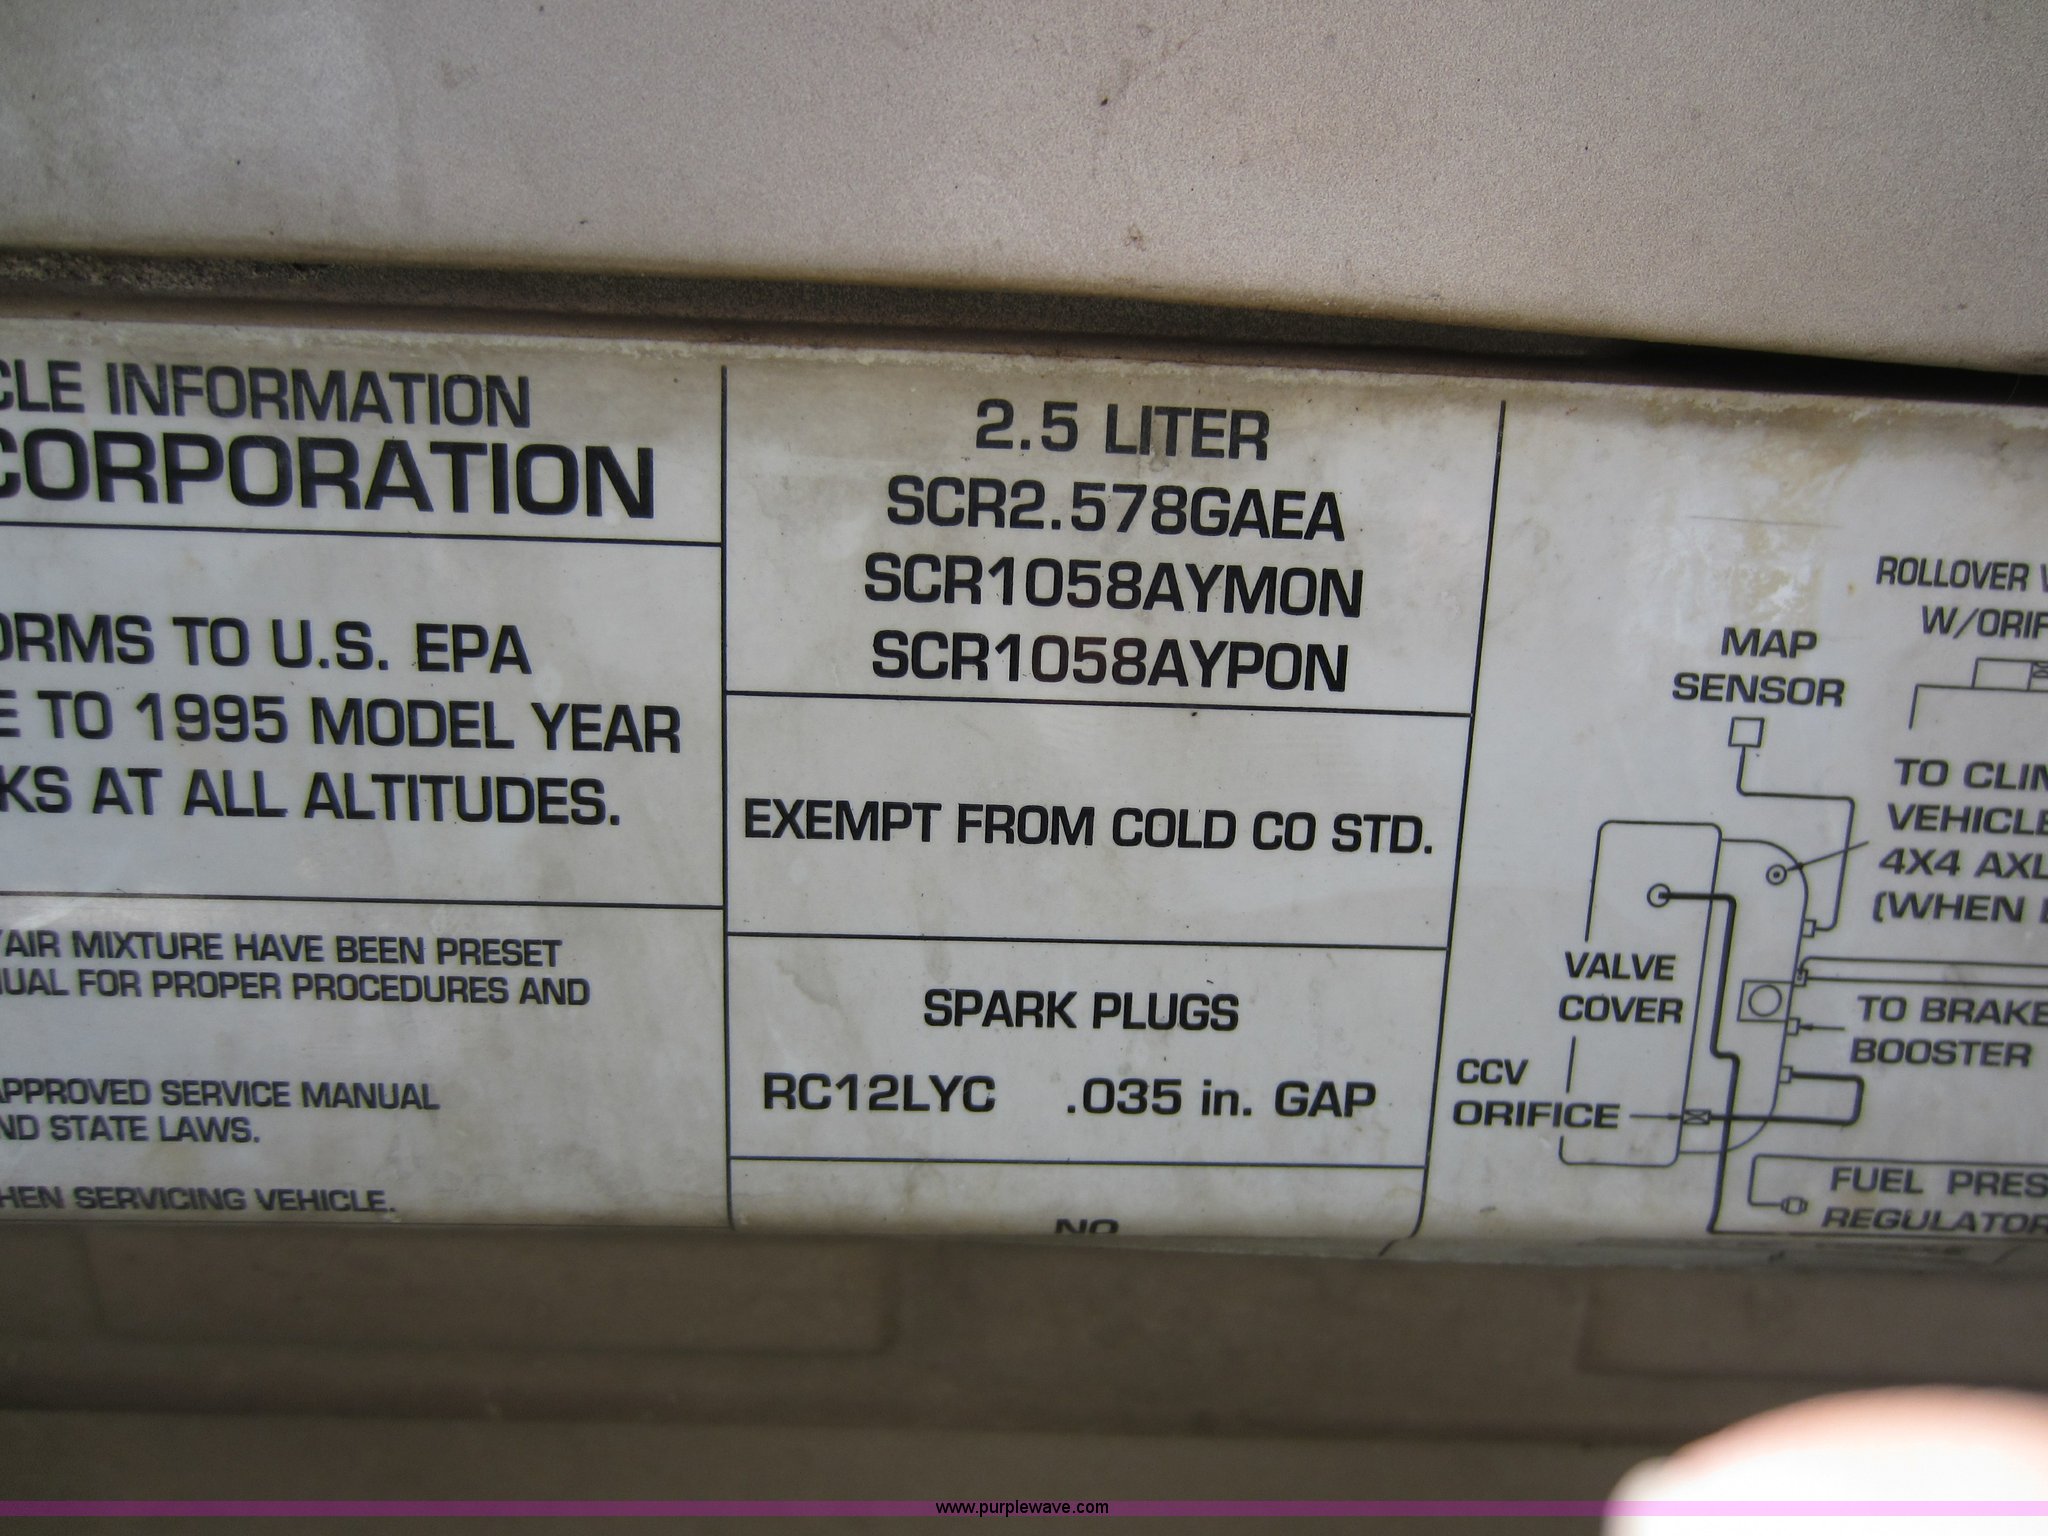 CLE INFORMATION
CORPORATION
ORMS TO U.S. EPA
E TO 1995 MODEL YEAR
KS AT ALL ALTITUDES.
/AIR MIXTURE HAVE BEEN PRESET
UAL FOR PROPER PROCEDURES AND
APPROVED SERVICE MANUAL
ND STATE LAWS.
HEN SERVICING VEHICLE.
2.5 LITER
SCR2.578GAEA
SCR1058AYMON
SCR1058AYPON
EXEMPT FROM COLD CO STD.
SPARK PLUGS
RC12LYC .035 in. GAP
NO
ROLLOVER V
W/ORIF
MAP
SENSOR
TO CLIM
VEHICLE
4X4 AXL
(WHEN E
VALVE
COVER
TO BRAKE
BOOSTER
CCV
ORIFICE
FUEL PRES
REGULATOR
www.purplewave.com